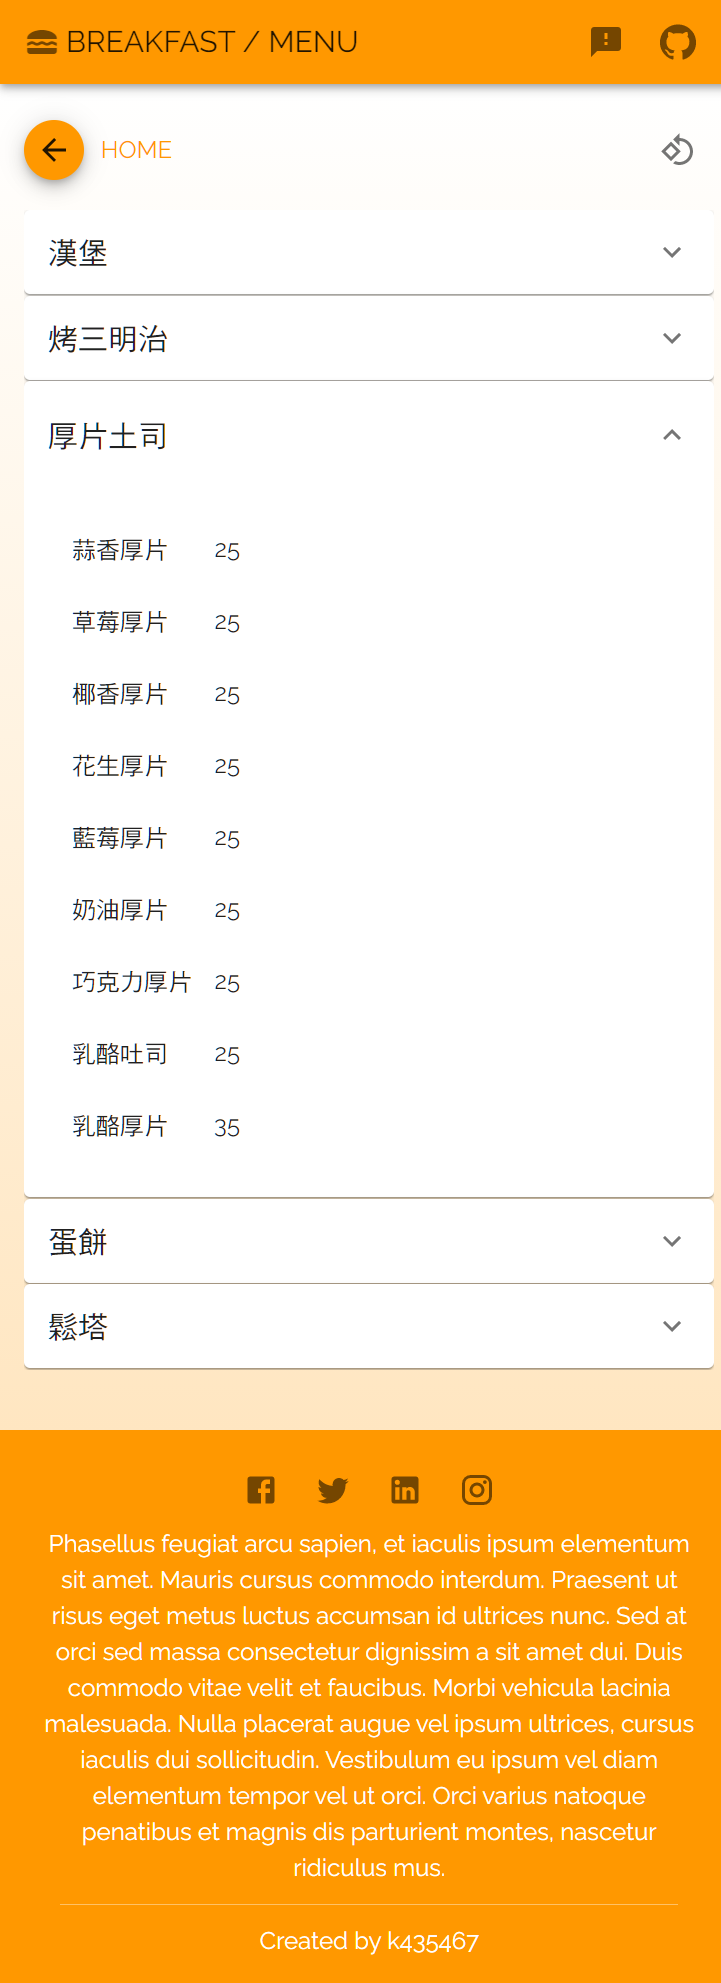 BREAKFAST / MENU
HOME
漢堡
烤三明治
厚片土司
蒜香厚片 25
草莓厚片 25
椰香厚片 25
花生厚片 25
藍莓厚片 25
奶油厚片 25
巧克力厚片 25
乳酪吐司 25
乳酪厚片 35
蛋餅
鬆塔
Phasellus feugiat arcu sapien, et iaculis ipsum elementum
sit amet. Mauris cursus commodo interdum. Praesent ut
risus eget metus luctus accumsan id ultrices nunc. Sed at
orci sed massa consectetur dignissim a sit amet dui. Duis
commodo vitae velit et faucibus. Morbi vehicula lacinia
malesuada. Nulla placerat augue vel ipsum ultrices, cursus
iaculis dui sollicitudin. Vestibulum eu ipsum vel diam
elementum tempor vel ut orci. Orci varius natoque
penatibus et magnis dis parturient montes, nascetur
ridiculus mus.
Created by k435467